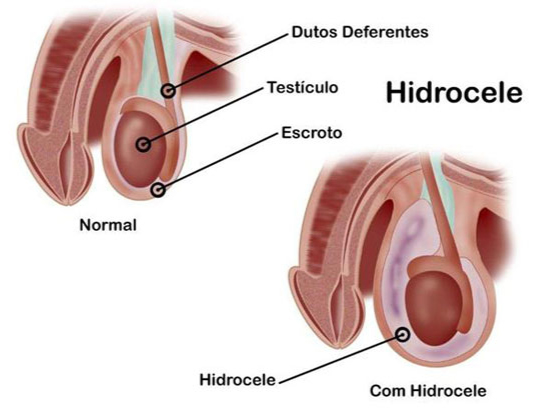 Dutos Deferentes
Testículo
Hidrocele
Escroto
Normal
Hidrocele
Com Hidrocele